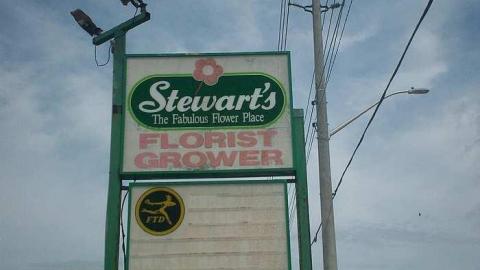 Stewart's
The Fabulous Flower Place
FLORIST
GROWER
FTD